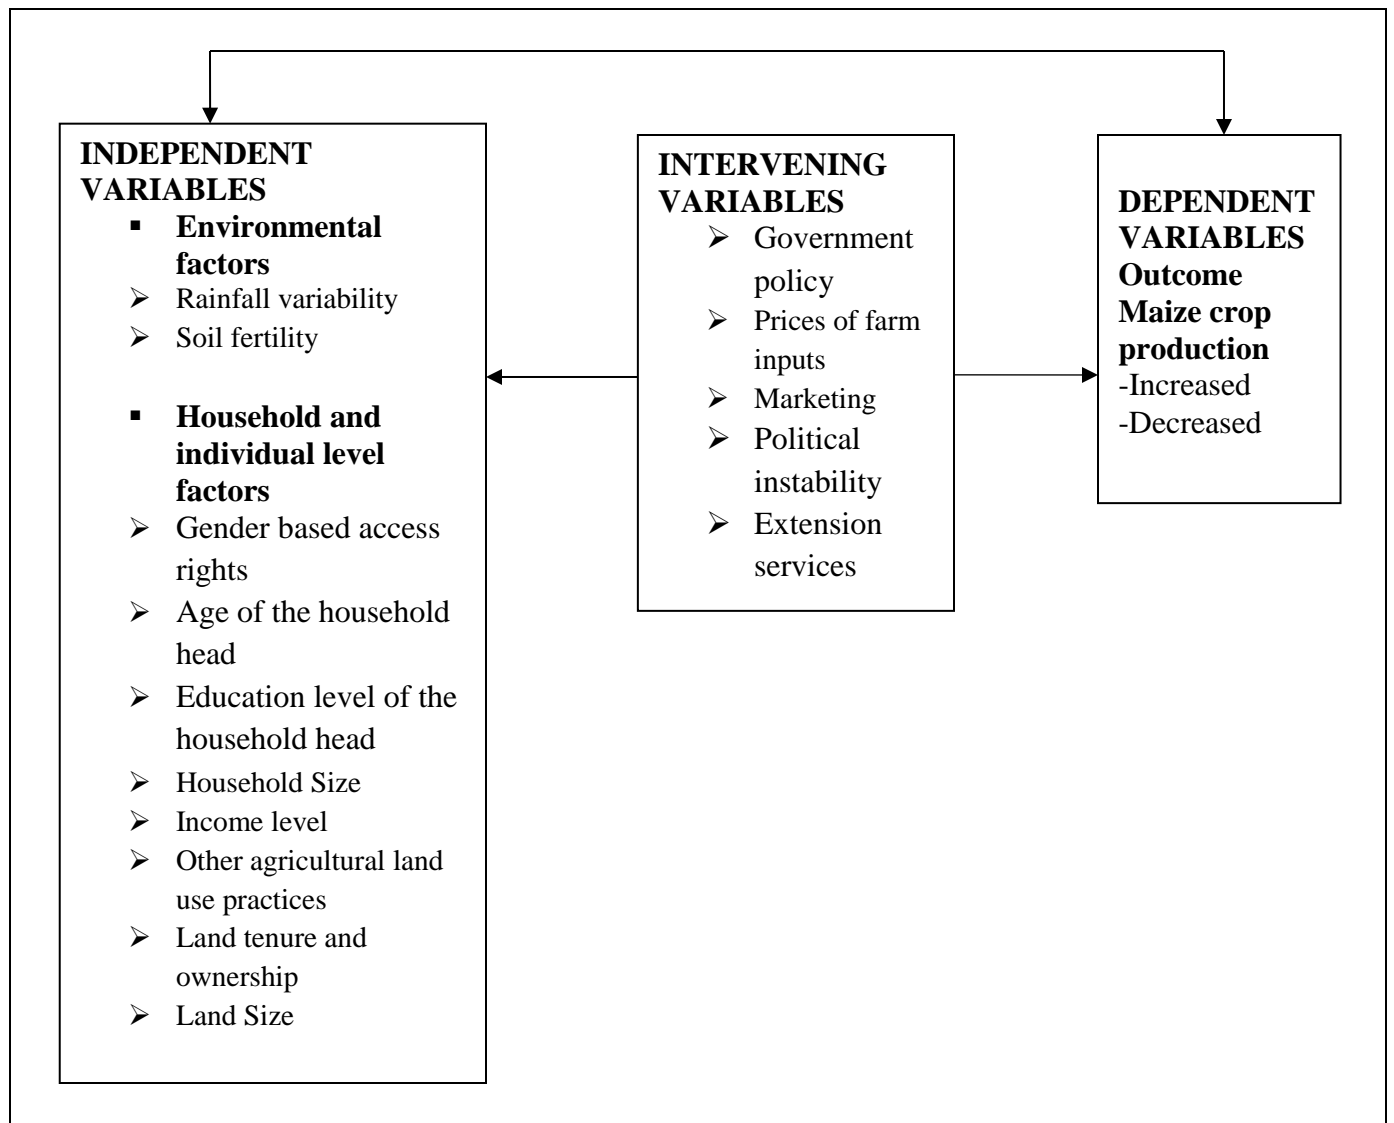 INDEPENDENT
VARIABLES
▪ Environmental
factors
➢ Rainfall variability
➢ Soil fertility
▪ Household and
individual level
factors
➢ Gender based access
rights
➢ Age of the household
head
➢ Education level of the
household head
➢ Household Size
➢ Income level
➢ Other agricultural land
use practices
➢ Land tenure and
ownership
➢ Land Size
INTERVENING
VARIABLES
➢ Government
policy
➢ Prices of farm
inputs
➢ Marketing
➢ Political
instability
➢ Extension
services
DEPENDENT
VARIABLES
Outcome
Maize crop
production
-Increased
-Decreased